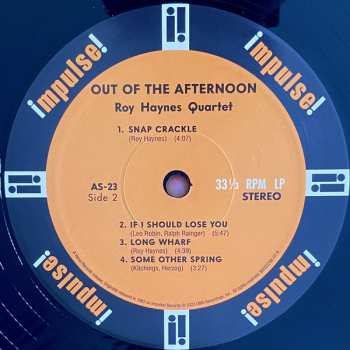 impulse!
impulse!
OUT OF THE AFTERNOON
Roy Haynes Quartet
1. SNAP CRACKLE
(Roy Haynes) (4:07)
AS-23
Side 2
33⅓ RPM LP
STEREO
2. IF I SHOULD LOSE YOU
(Leo Robin, Ralph Rainger) (5:47)
3. LONG WHARF
(Roy Haynes) (4:39)
4. SOME OTHER SPRING
(Kitchings, Herzog) (3:27)
impulse!
impulse!